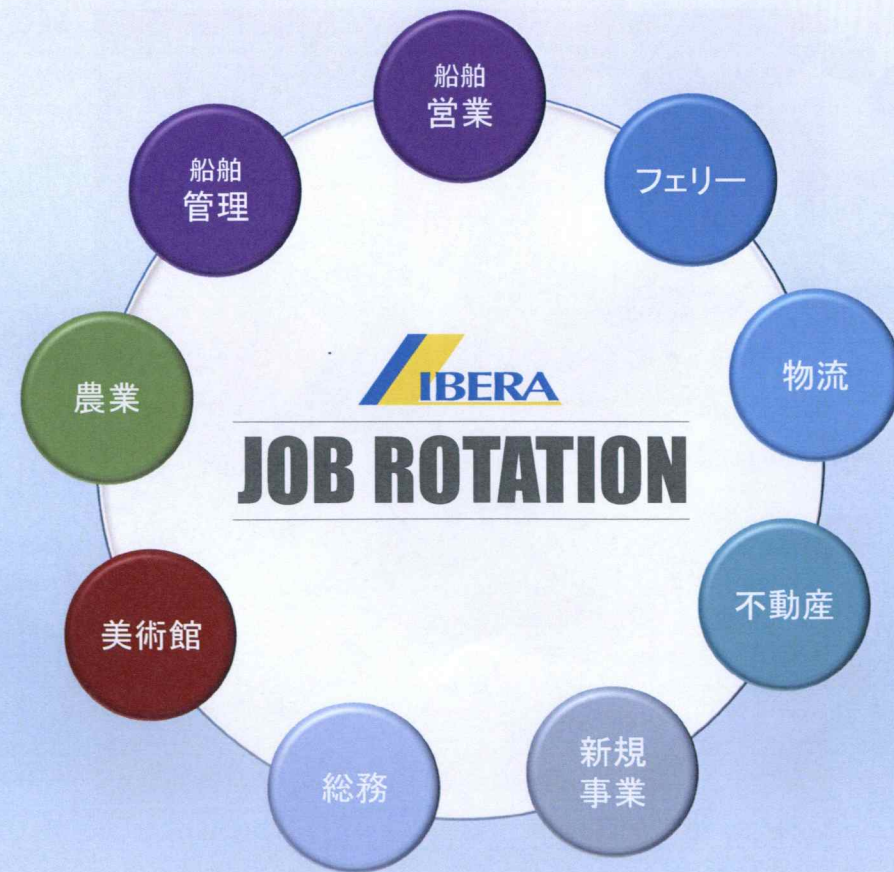 船舶
営業
フェリー
物流
不動産
新規
事業
総務
美術館
農業
船舶
管理
LIBERA
JOB ROTATION